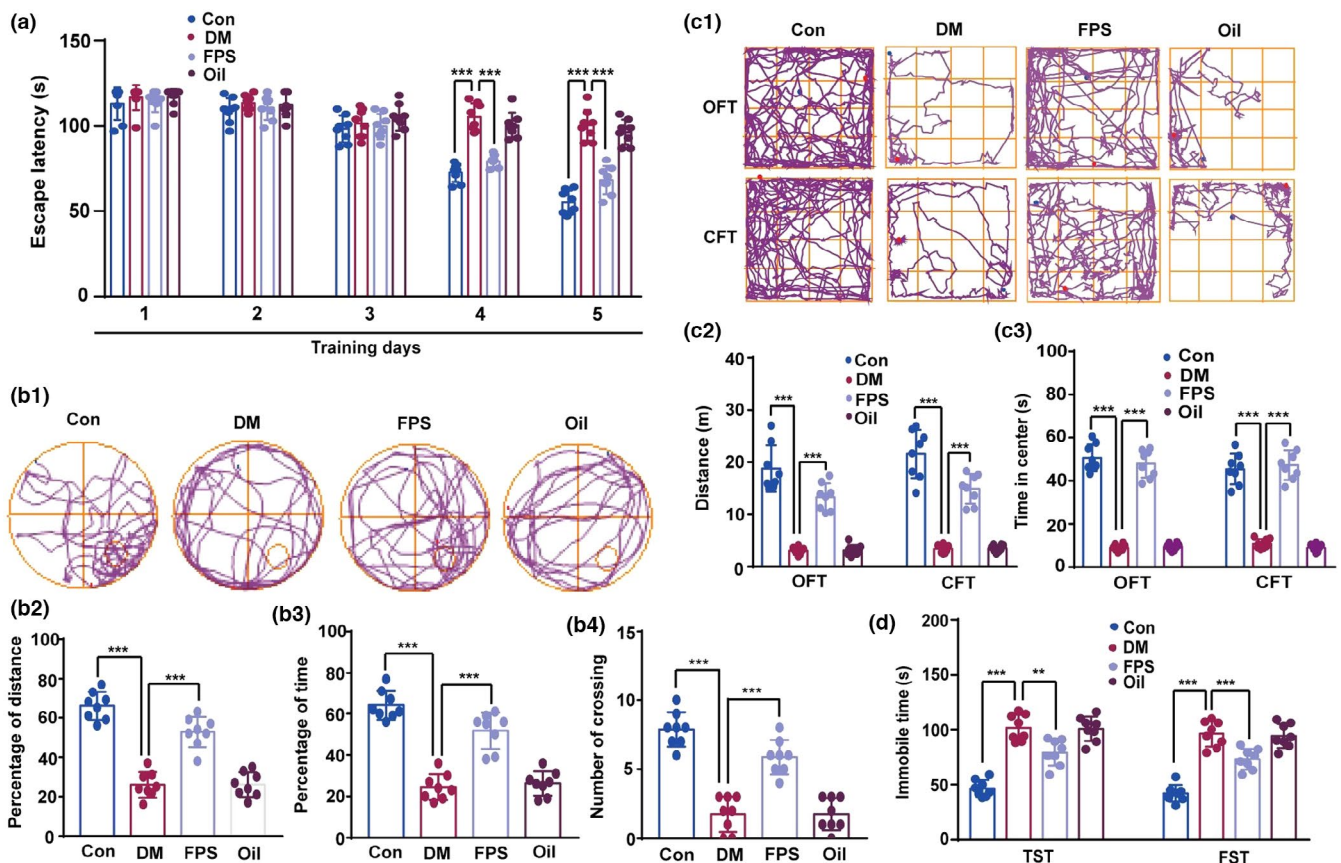 (a)
Con
DM
FPS
Oil
Escape latency (s)
150
100
50
0
*** *** *** ***
1 2 3 4 5
Training days
(b1)
Con DM FPS Oil
(b2)
Percentage of distance
100
80
60
40
20
0
***
***
Con DM FPS Oil
(b3)
Percentage of time
100
80
60
40
20
0
***
***
Con DM FPS Oil
(b4)
Number of crossing
15
10
5
0
***
***
Con DM FPS Oil
(c1)
Con DM FPS Oil
OFT
CFT
(c2)
Distance (m)
40
30
20
10
0
Con
DM
FPS
Oil
*** ***
*** ***
OFT CFT
(c3)
Time in center (s)
100
80
60
40
20
0
Con
DM
FPS
Oil
*** *** *** ***
OFT CFT
(d)
Immobile time (s)
200
150
100
50
0
Con
DM
FPS
Oil
*** ** *** ***
TST FST